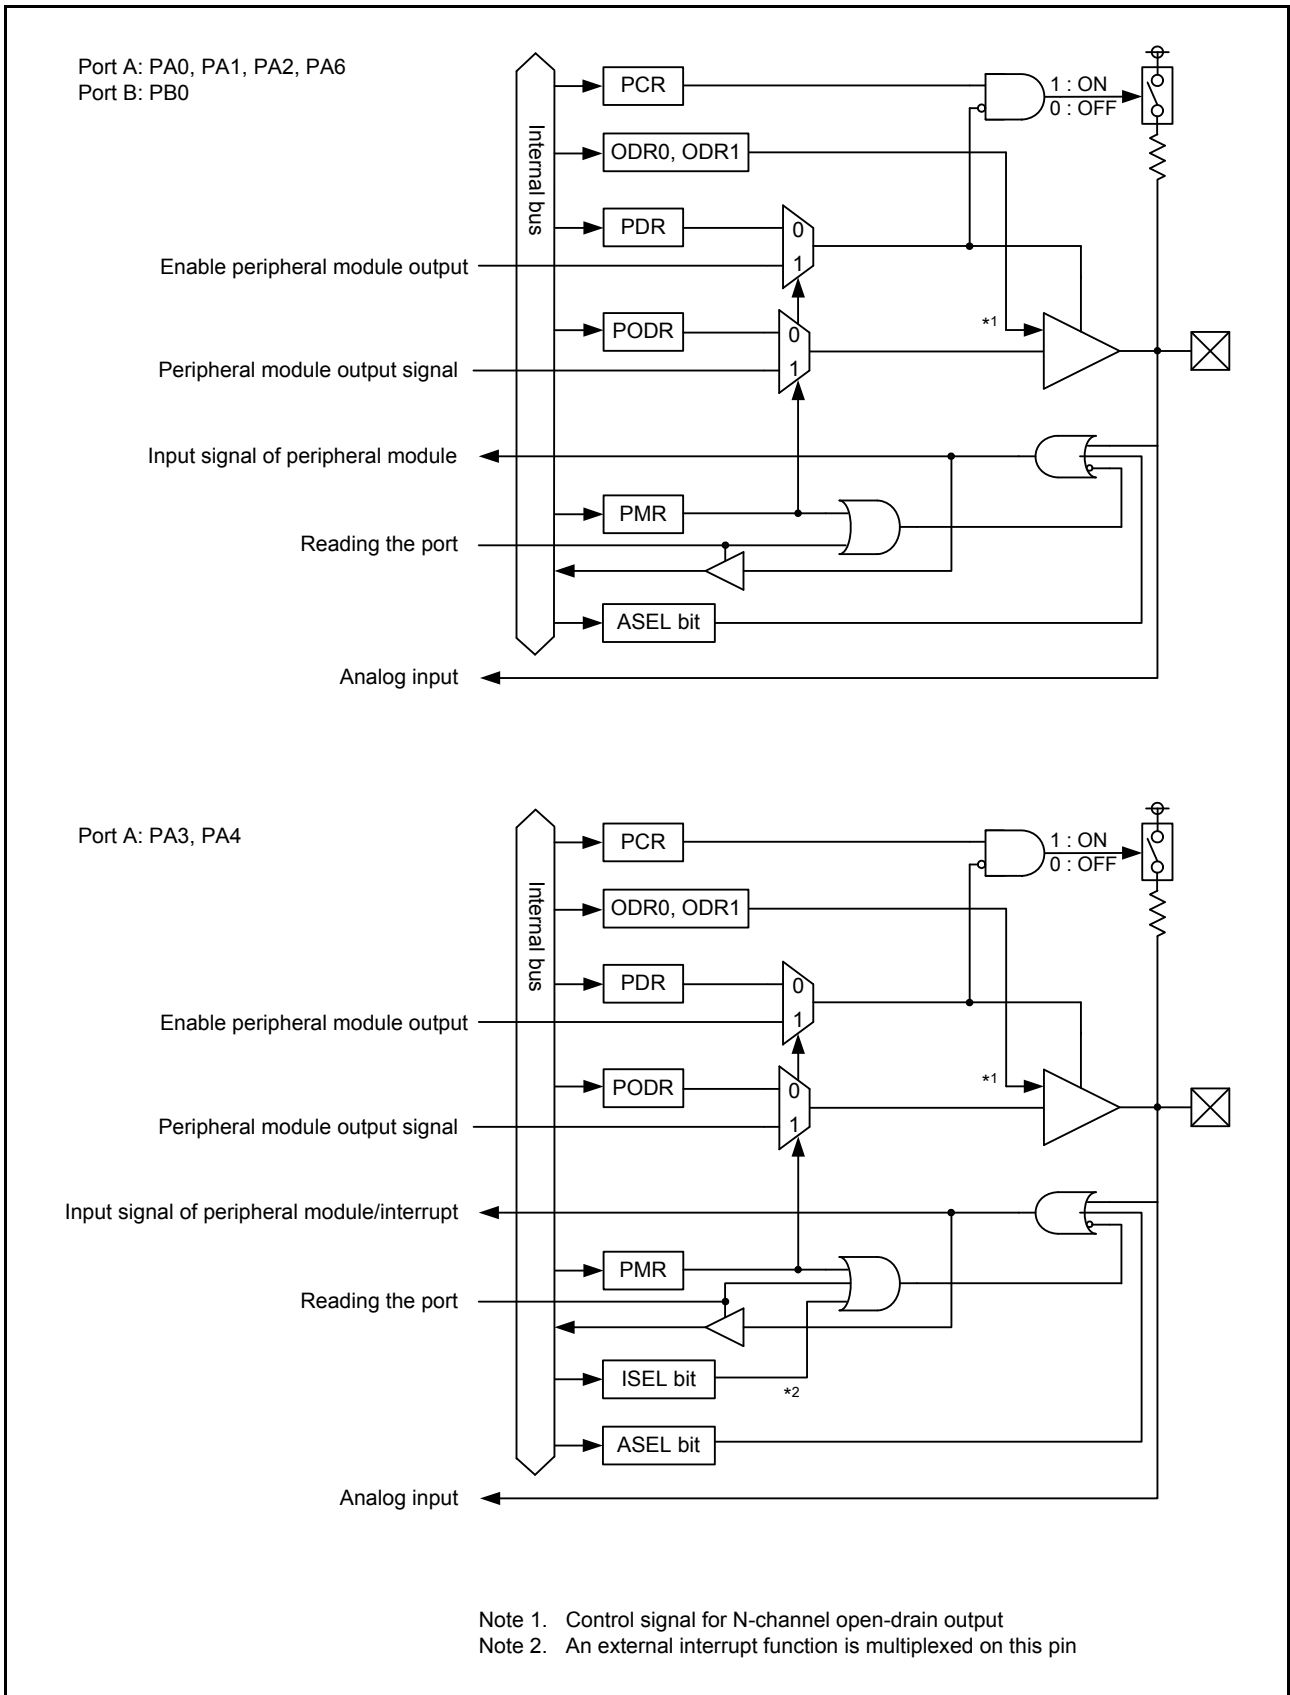 Port A: PA0, PA1, PA2, PA6
Port B: PB0
Internal bus
PCR
1 : ON
0 : OFF
ODR0, ODR1
PDR
0
1
Enable peripheral module output
PODR
0
1
*1
Peripheral module output signal
Input signal of peripheral module
PMR
Reading the port
ASEL bit
Analog input
Port A: PA3, PA4
Internal bus
PCR
1 : ON
0 : OFF
ODR0, ODR1
PDR
0
1
Enable peripheral module output
PODR
0
1
*1
Peripheral module output signal
Input signal of peripheral module/interrupt
PMR
Reading the port
ISEL bit
*2
ASEL bit
Analog input
Note 1. Control signal for N-channel open-drain output
Note 2. An external interrupt function is multiplexed on this pin